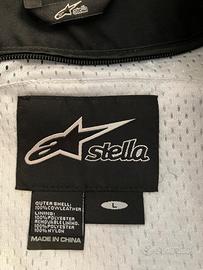 stella
L
OUTER SHELL:
100% COWLEATHER
LINING:
100% POLYESTER
REMOVABLE LINING:
100% POLYESTER
100% NYLON
MADE IN CHINA